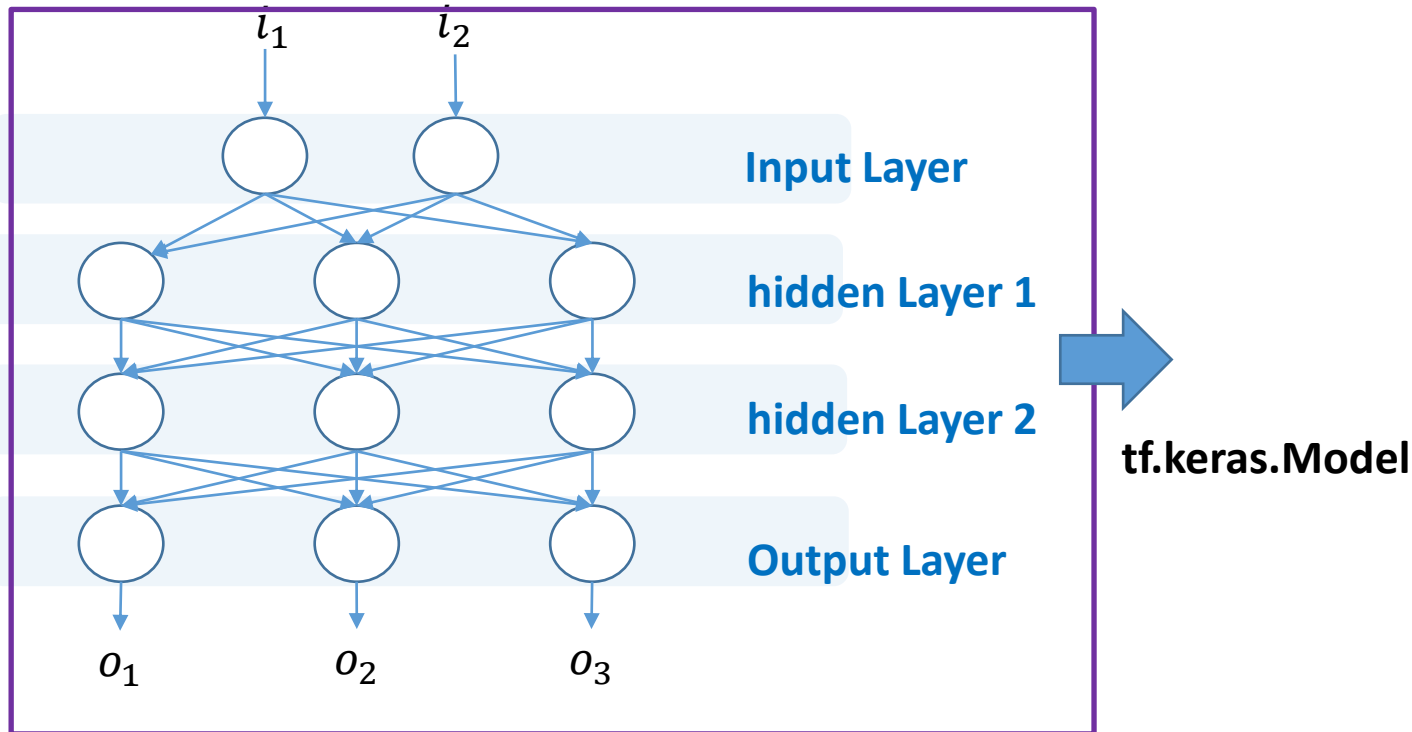 i₁ i₂
Input Layer
hidden Layer 1
hidden Layer 2
tf.keras.Model
Output Layer
o₁ o₂ o₃